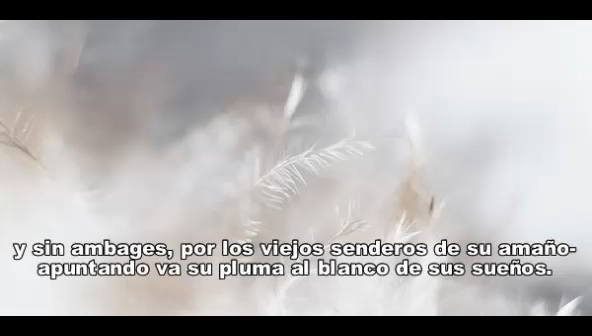 y sin ambages, por los viejos senderos de su amaño-
apuntando va su pluma al blanco de sus sueños.